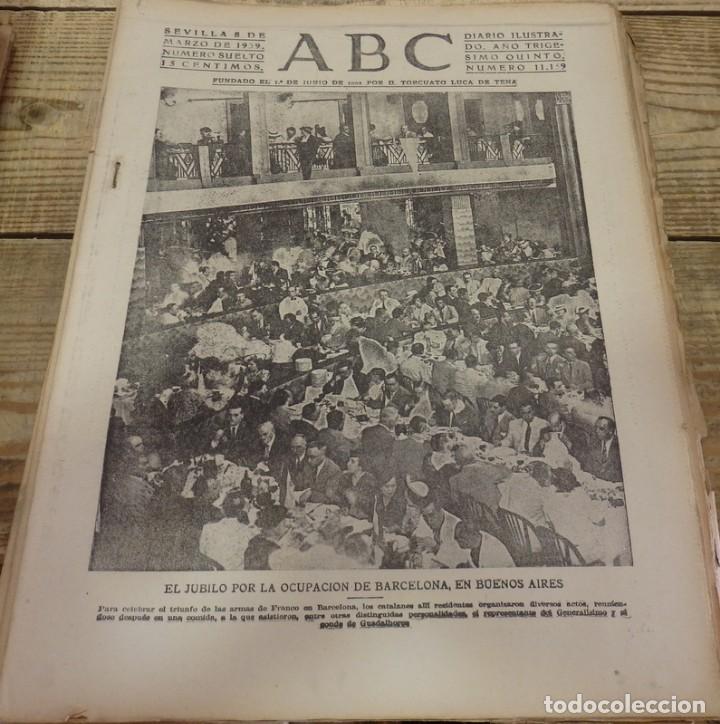 SEVILLA 8 DE
MARZO DE 1939.
NUMERO SUELTO
15 CENTIMOS.
ABC
DIARIO ILUSTRA-
DO. AÑO TRIGE-
SIMO QUINTO.
NUMERO 11.159
FUNDADO EL 1.º DE JUNIO DE POR D. TORCUATO LUCA DE TENA
EL JUBILO POR LA OCUPACION DE BARCELONA, EN BUENOS AIRES
Para celebrar el triunfo de las armas de Franco en Barcelona, los catalanes allí residentes organizaron diversos actos, reunién-
dose después en una comida, a la que asistieron, entre otras distinguidas personalidades, el representante del Generalísimo y el
conde de Guadalhorce
todocoleccion